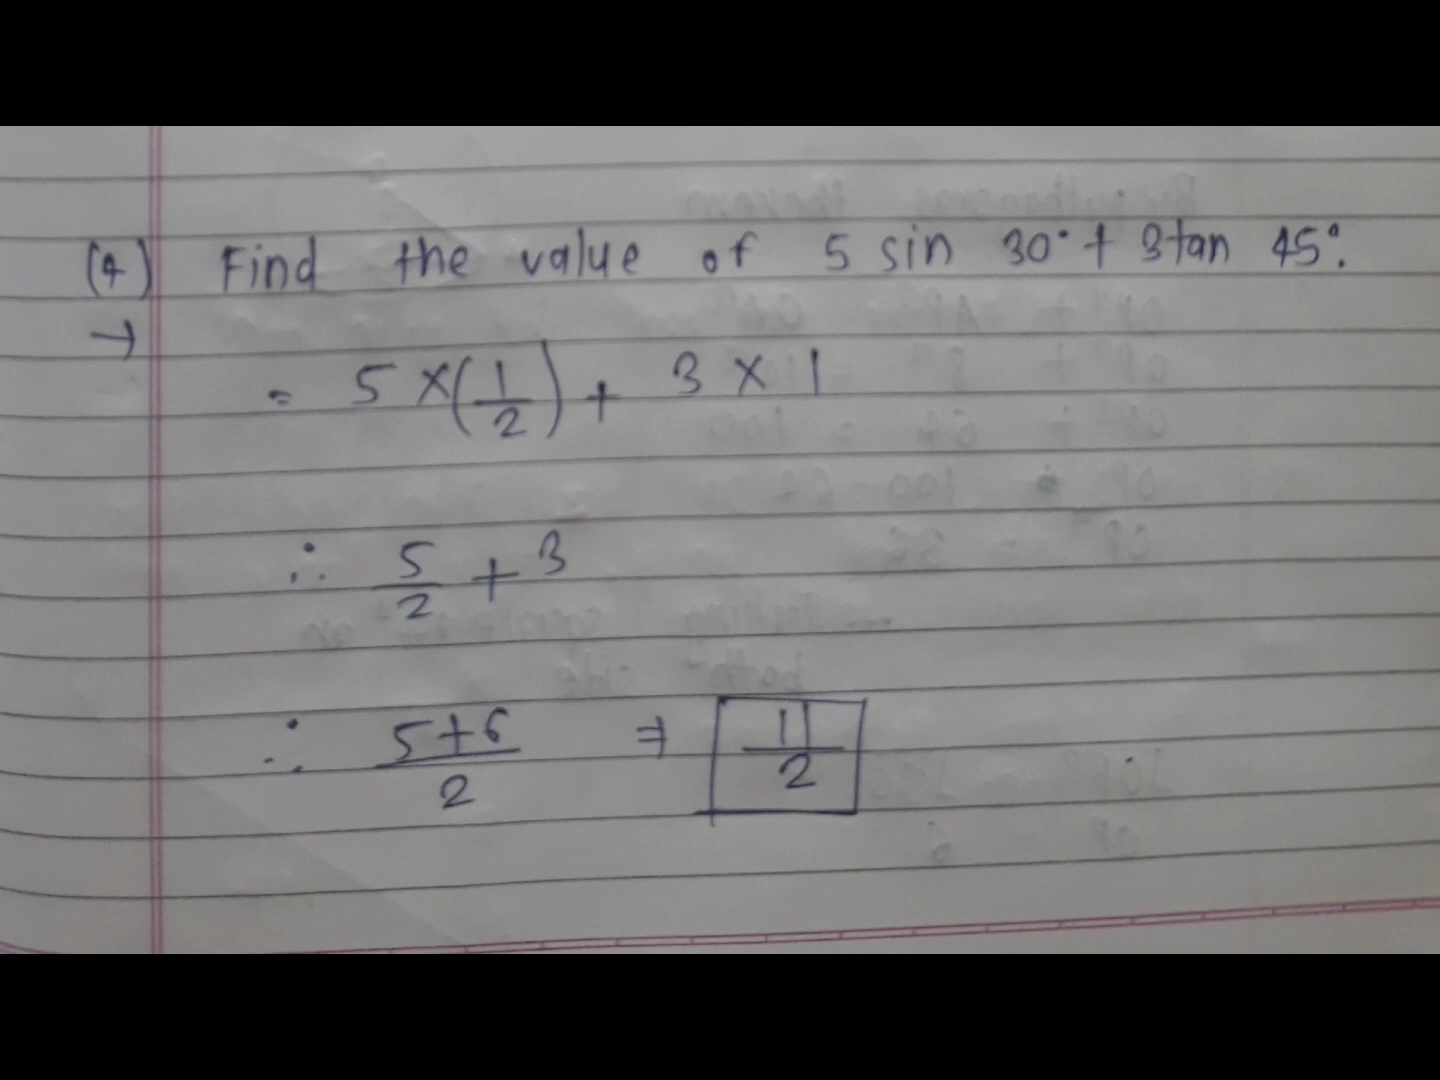 (4) Find the value of 5 sin 30° + 3 tan 45°.
→
= 5 × (1/2) + 3 × 1
∴ 5/2 + 3
∴ 5+6/2 ⇒ 11/2